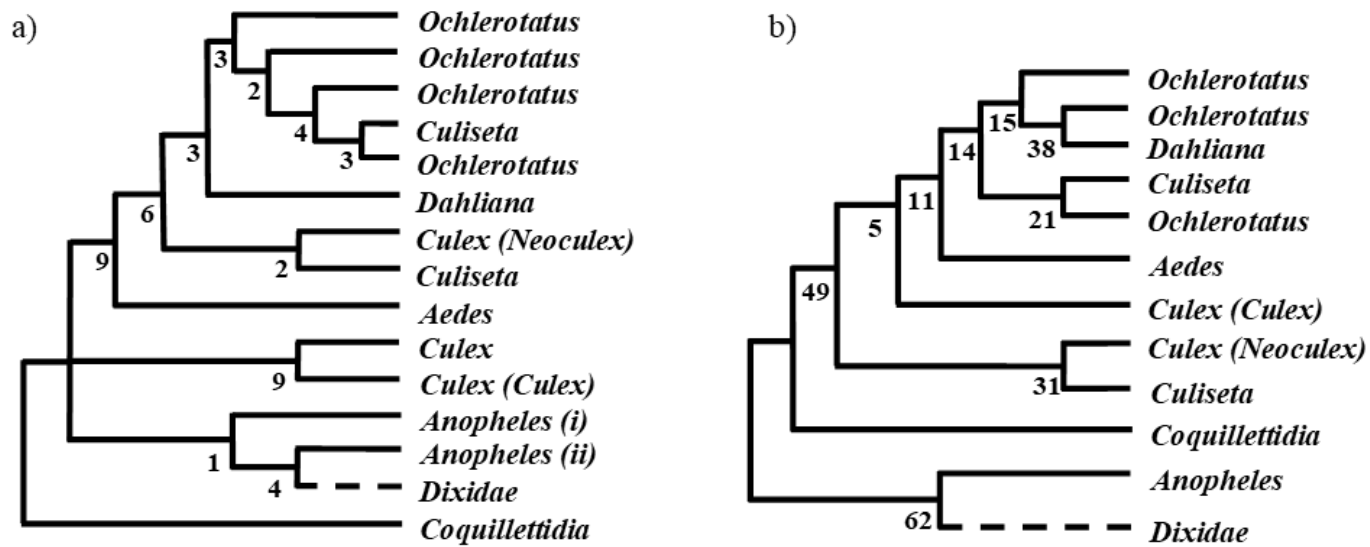 a)
Ochlerotatus
3
Ochlerotatus
2
Ochlerotatus
4
Culiseta
3
Ochlerotatus
3
Dahliana
6
Culex (Neoculex)
2
Culiseta
9
Aedes
Culex
9
Culex (Culex)
Anopheles (i)
1
Anopheles (ii)
4
Dixidae
Coquillettidia
b)
Ochlerotatus
15
Ochlerotatus
38
Dahliana
14
Culiseta
21
Ochlerotatus
11
Aedes
5
Culex (Culex)
49
Culex (Neoculex)
31
Culiseta
Coquillettidia
Anopheles
62
Dixidae